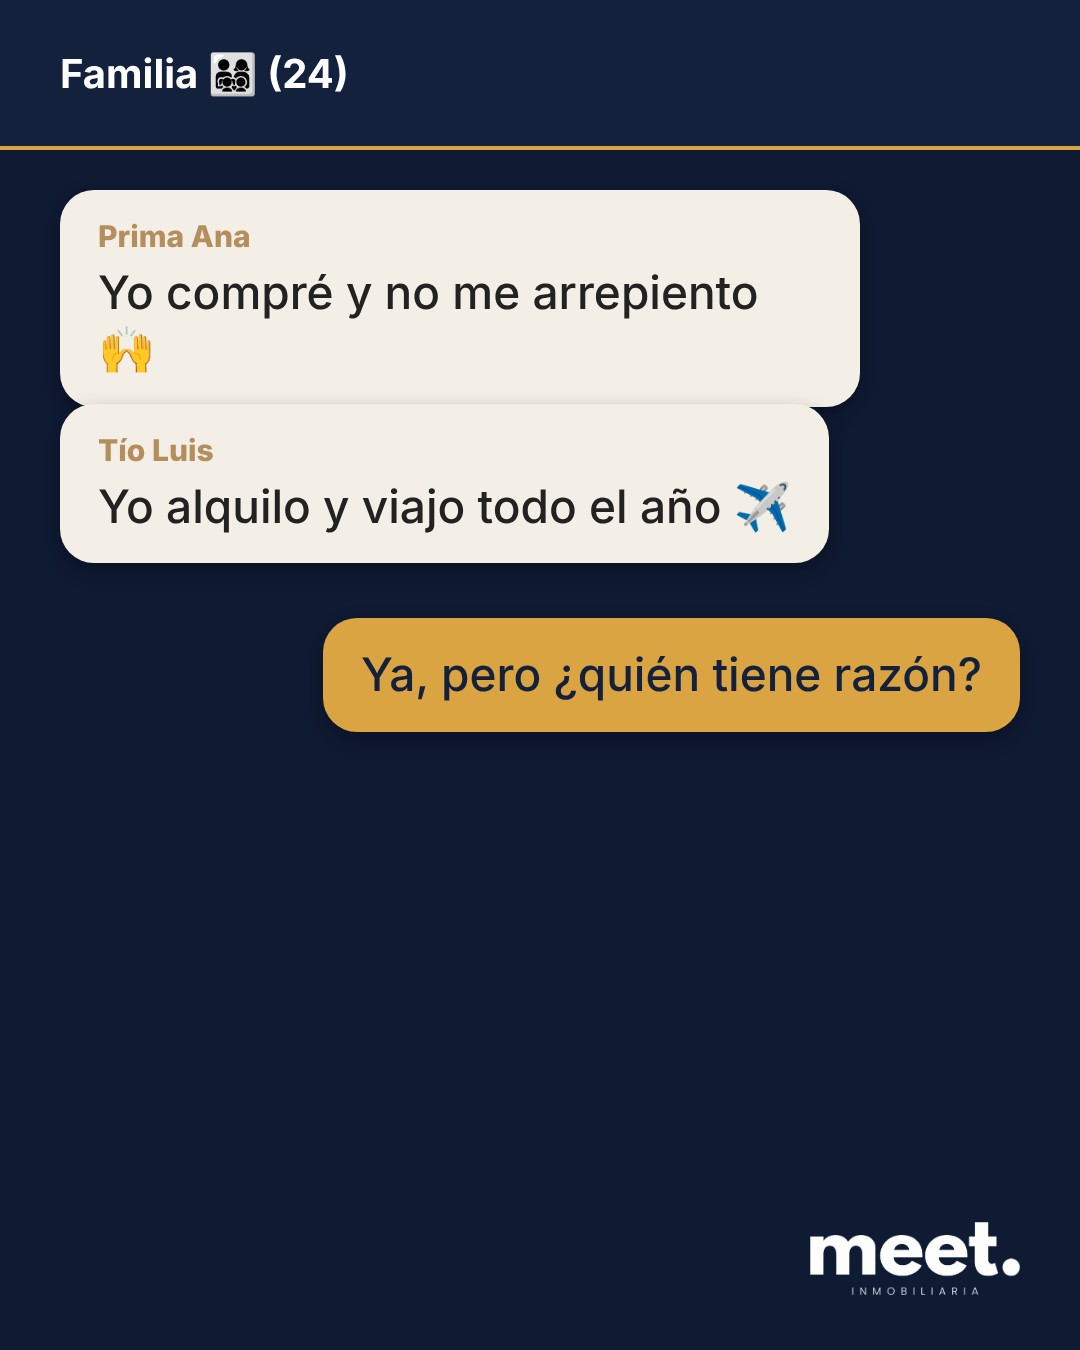 Familia 👨‍👩‍👧‍👦 (24)
Prima Ana
Yo compré y no me arrepiento
🙌
Tío Luis
Yo alquilo y viajo todo el año ✈️
Ya, pero ¿quién tiene razón?
meet.
INMOBILIARIA